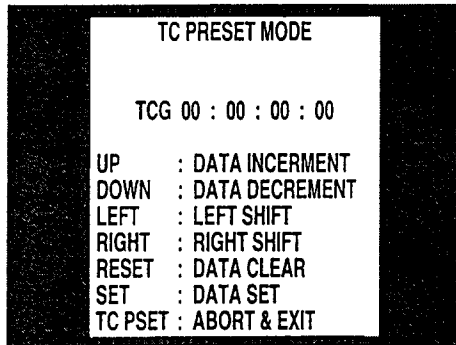 TC PRESET MODE
TCG 00 : 00 : 00 : 00
UP : DATA INCERMENT
DOWN : DATA DECREMENT
LEFT : LEFT SHIFT
RIGHT : RIGHT SHIFT
RESET : DATA CLEAR
SET : DATA SET
TC PSET : ABORT & EXIT